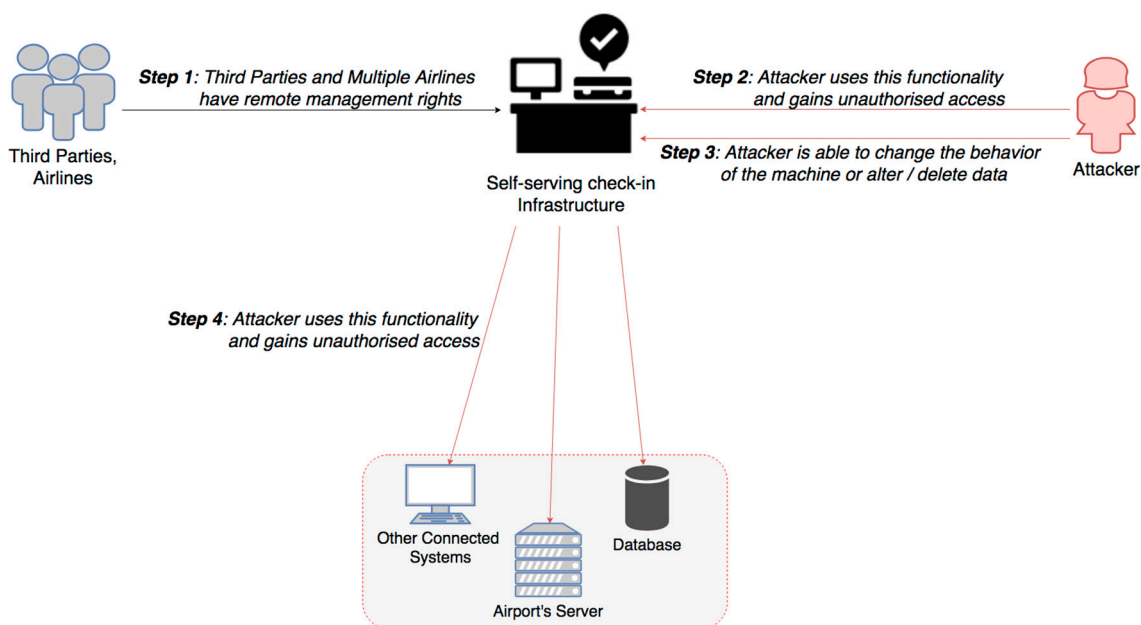 Step 1: Third Parties and Multiple Airlines
have remote management rights
Step 2: Attacker uses this functionality
and gains unauthorised access
Third Parties,
Airlines
Step 3: Attacker is able to change the behavior
of the machine or alter / delete data
Attacker
Self-serving check-in
Infrastructure
Step 4: Attacker uses this functionality
and gains unauthorised access
Other Connected
Systems
Database
Airport's Server